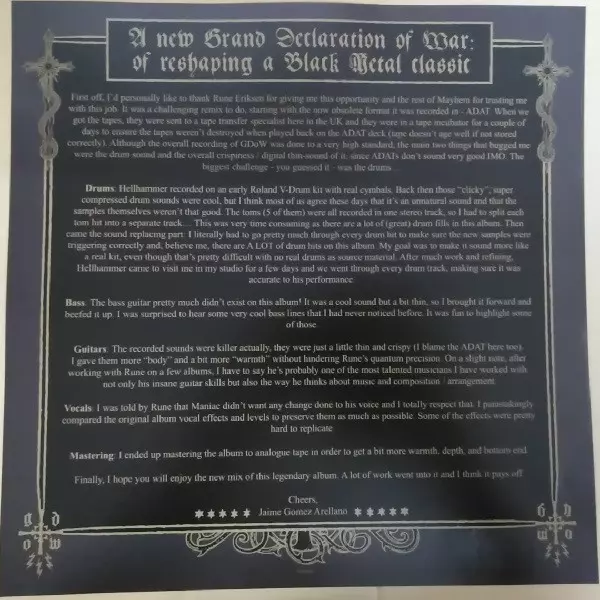 A new Grand Declaration of War:
of reshaping a Black Metal classic
First off, I'd personally like to thank Rune Eriksen for giving me this opportunity and the rest of Mayhem for trusting me
with this job. It was a challenging remix to do, starting with the now obsolete format it was recorded in - ADAT. When we
got the tapes, they were sent to a tape transfer specialist here in the UK and they were in a tape incubator for a couple of
days to ensure the tapes weren't destroyed when played back on the ADAT deck (tape doesn't age well if not stored
correctly). Although the overall recording of GDoW was done to a very high standard, the main two things that bugged me
were the drum sound and the overall crispiness / digital thin-sound of it, since ADATs don't sound very good IMO. The
biggest challenge - you guessed it - was the drums.
Drums: Hellhammer recorded on an early Roland V-Drum kit with real cymbals. Back then those "clicky", super
compressed drum sounds were cool, but I think most of us agree these days that it's an unnatural sound and that the
samples themselves weren't that good. The toms (5 of them) were all recorded in one stereo track, so I had to split each
tom hit into a separate track... This was very time consuming as there are a lot of (great) drum fills in this album. Then
came the sound replacing part: I literally had to go pretty much through every drum hit to make sure the new samples were
triggering correctly and, believe me, there are A LOT of drum hits on this album. My goal was to make it sound more like
a real kit, even though that's pretty difficult with no real drums as source material. After much work and refining,
Hellhammer came to visit me in my studio for a few days and we went through every drum track, making sure it was
accurate to his performance.
Bass: The bass guitar pretty much didn't exist on this album! It was a cool sound but a bit thin, so I brought it forward and
beefed it up. I was surprised to hear some very cool bass lines that I had never noticed before. It was fun to highlight some
of those.
Guitars: The recorded sounds were killer actually, they were just a little thin and crispy (I blame the ADAT here too).
I gave them more "body" and a bit more "warmth" without hindering Rune's quantum precision. On a slight note, after
working with Rune on a few albums, I have to say he's probably one of the most talented musicians I have worked with
not only his insane guitar skills but also the way he thinks about music and composition / arrangement.
Vocals: I was told by Rune that Maniac didn't want any change done to his voice and I totally respect that. I painstakingly
compared the original album vocal effects and levels to preserve them as much as possible. Some of the effects were pretty
hard to replicate.
Mastering: I ended up mastering the album to analogue tape in order to get a bit more warmth, depth, and bottom end.
Finally, I hope you will enjoy the new mix of this legendary album. A lot of work went into it and I think it pays off.
Cheers,
Jaime Gomez Arellano
g d
o w
g d
o w